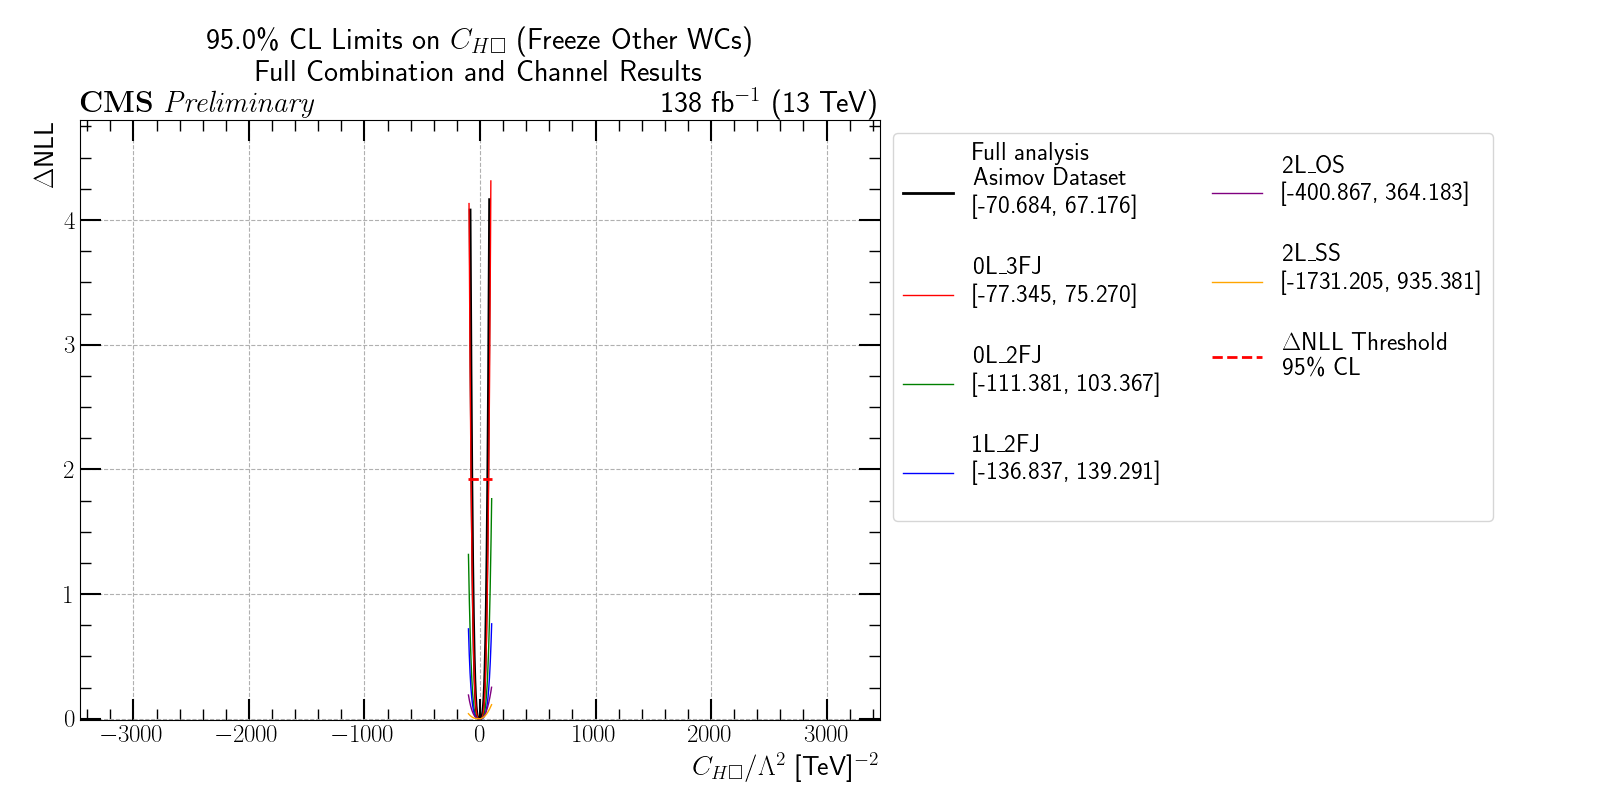 95.0% CL Limits on C_{H□} (Freeze Other WCs)
Full Combination and Channel Results
CMS Preliminary
138 fb⁻¹ (13 TeV)
ΔNLL
4
3
2
1
0
−3000
−2000
−1000
0
1000
2000
3000
C_{H□}/Λ² [TeV]⁻²
Full analysis
Asimov Dataset
[-70.684, 67.176]
0L_3FJ
[-77.345, 75.270]
0L_2FJ
[-111.381, 103.367]
1L_2FJ
[-136.837, 139.291]
2L_OS
[-400.867, 364.183]
2L_SS
[-1731.205, 935.381]
ΔNLL Threshold
95% CL